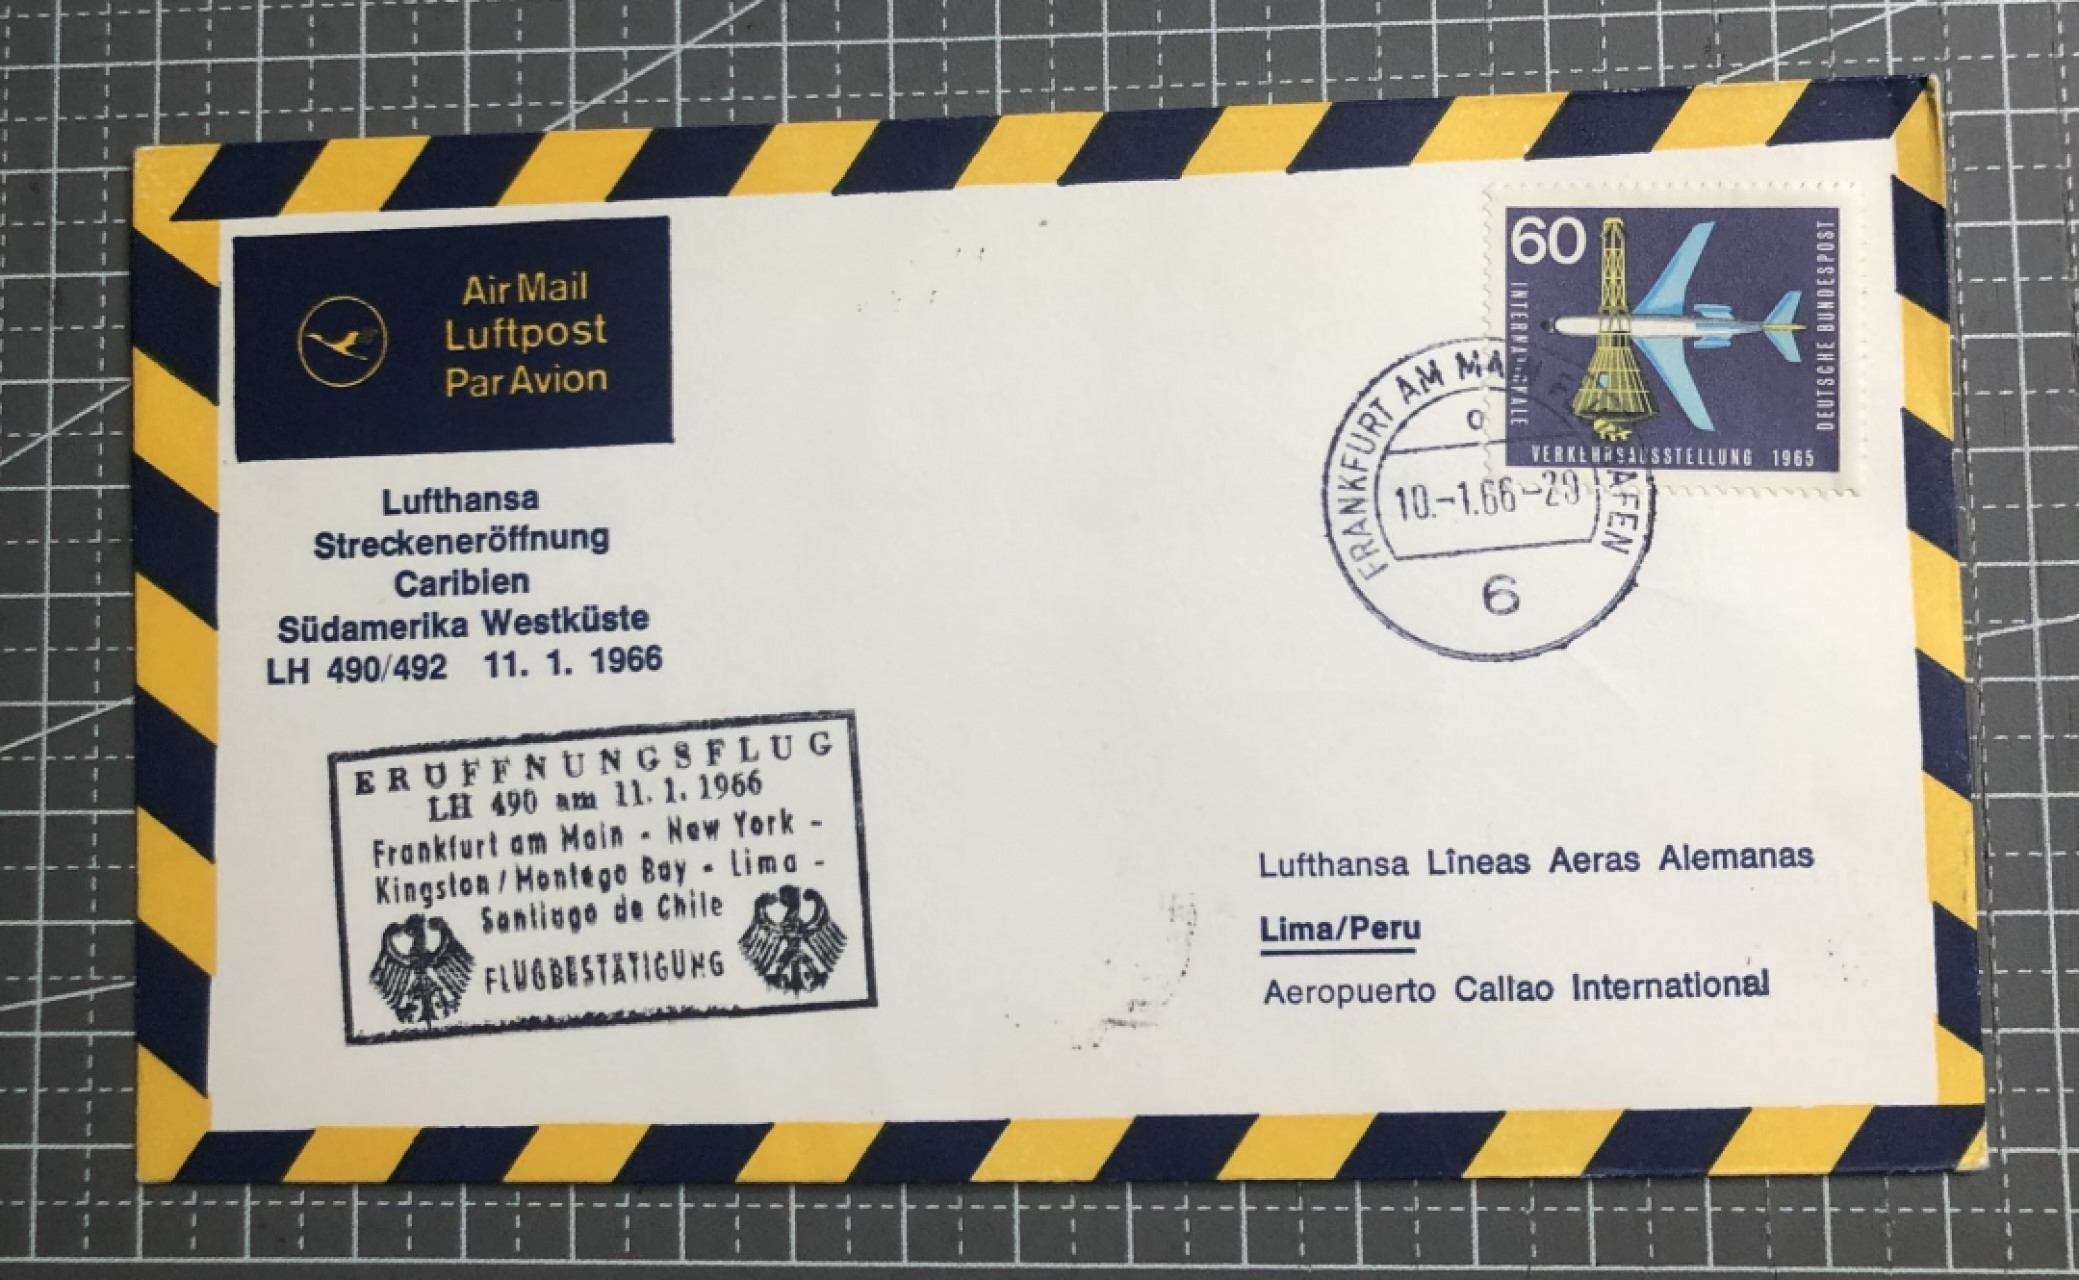 Air Mail
Luftpost
Par Avion
60
INTERNATIONALE
DEUTSCHE BUNDESPOST
VERKEHRSAUSSTELLUNG 1965
FRANKFURT AM MAIN
10.-1.66-20
6
Lufthansa
Streckeneröffnung
Caribien
Südamerika Westküste
LH 490/492 11. 1. 1966
ERÖFFNUNGSFLUG
LH 490 am 11. 1. 1966
Frankfurt am Main - New York -
Kingston / Montego Bay - Lima -
Santiago de Chile
FLUGBESTÄTIGUNG
Lufthansa Lîneas Aeras Alemanas
Lima/Peru
Aeropuerto Callao International